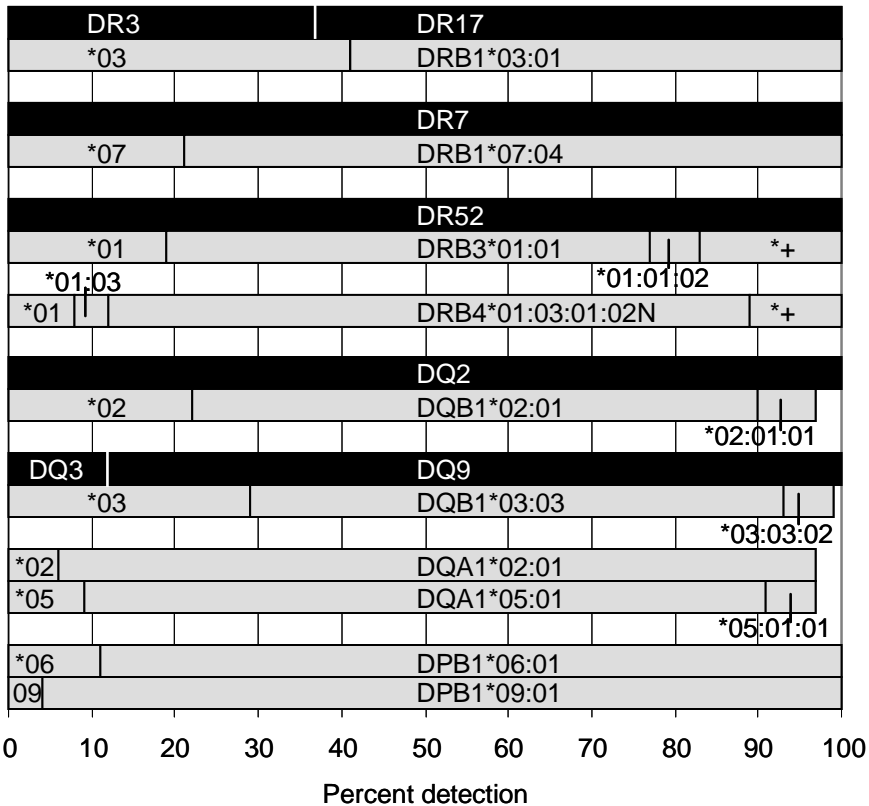 DR3 DR17
*03 DRB1*03:01
DR7
*07 DRB1*07:04
DR52
*01 DRB3*01:01 *+
*01:03 *01:01:02
*01 DRB4*01:03:01:02N *+
DQ2
*02 DQB1*02:01
*02:01:01
DQ3 DQ9
*03 DQB1*03:03
*03:03:02
*02 DQA1*02:01
*05 DQA1*05:01
*05:01:01
*06 DPB1*06:01
09 DPB1*09:01
0 10 20 30 40 50 60 70 80 90 100
Percent detection